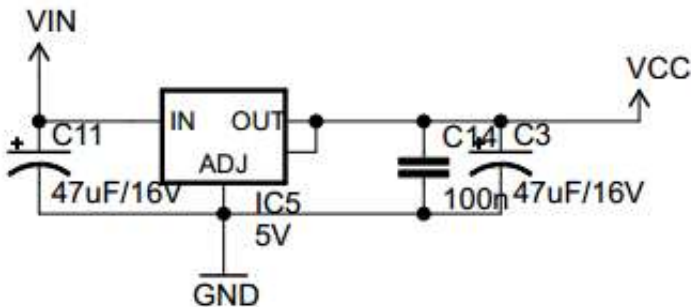 VIN
VCC
+ C11
IN OUT
ADJ
C14
+ C3
47uF/16V
IC5
5V
100n
47uF/16V
GND